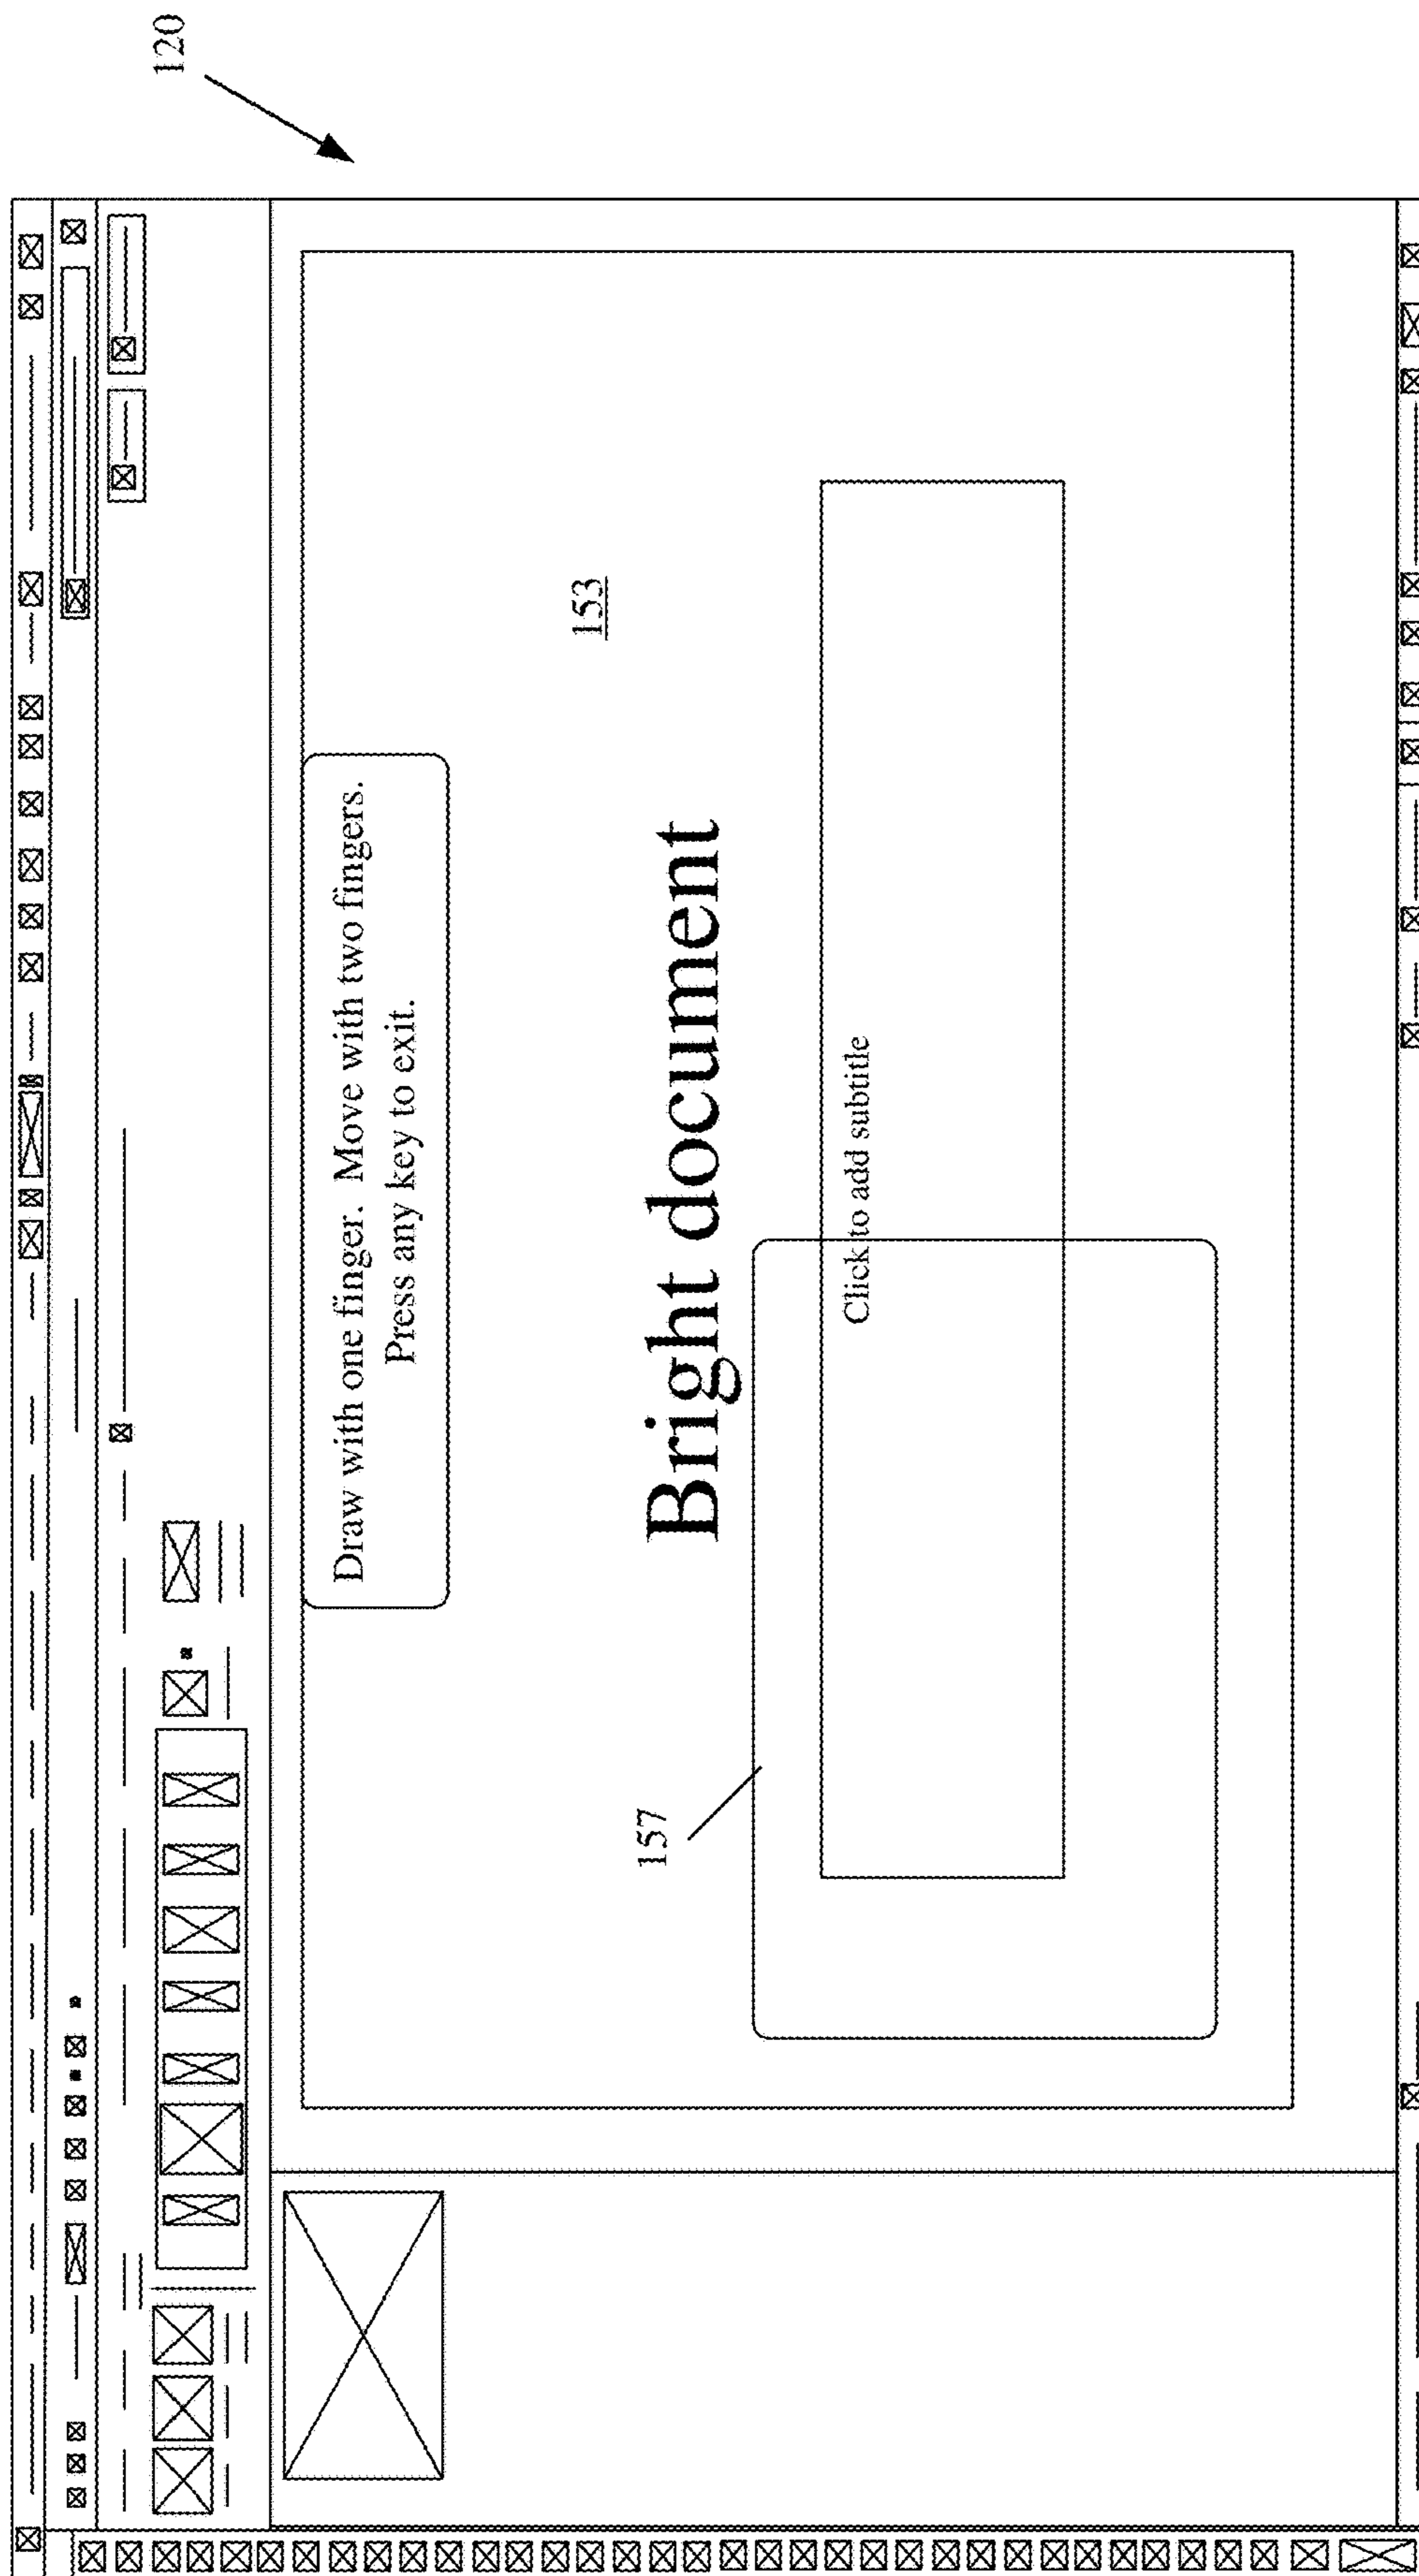 120
Draw with one finger.  Move with two fingers.
Press any key to exit.
153
Bright document
157
Click to add subtitle